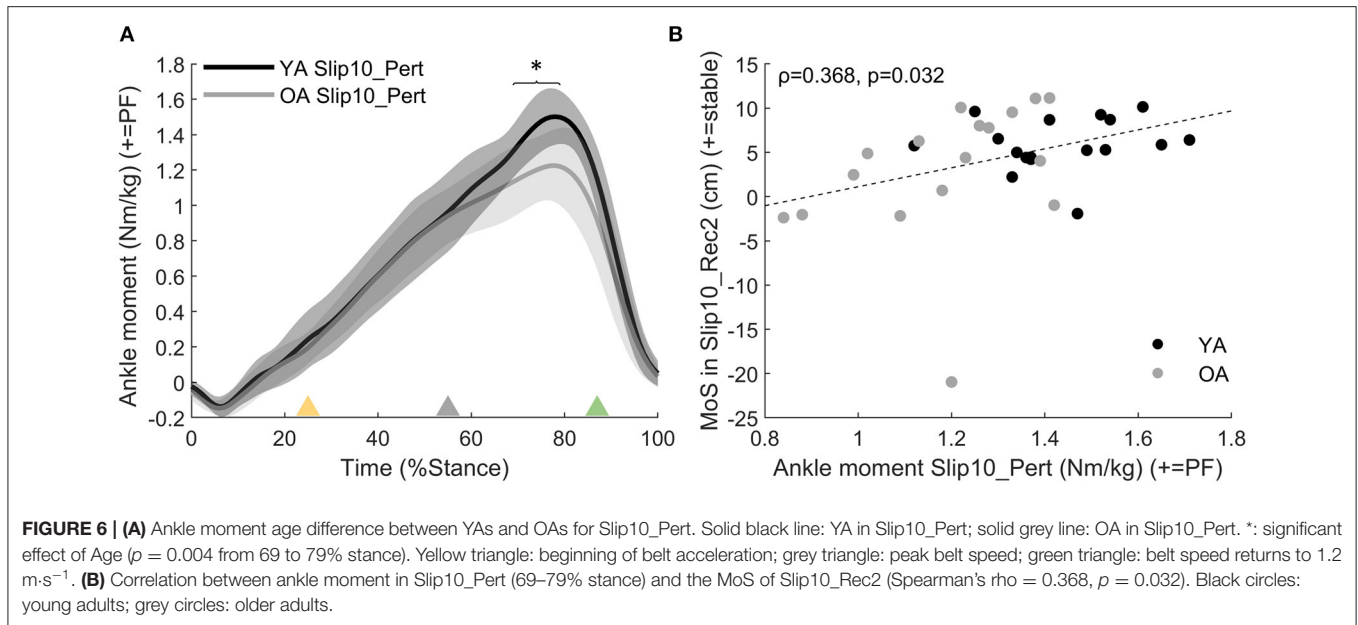 A
YA Slip10_Pert
OA Slip10_Pert
*
Ankle moment (Nm/kg) (+=PF)
1.8
1.6
1.4
1.2
1
0.8
0.6
0.4
0.2
0
-0.2
0 20 40 60 80 100
Time (%Stance)
B
ρ=0.368, p=0.032
MoS in Slip10_Rec2 (cm) (+=stable)
15
10
5
0
-5
-10
-15
-20
-25
YA
OA
0.8 1 1.2 1.4 1.6 1.8
Ankle moment Slip10_Pert (Nm/kg) (+=PF)
FIGURE 6 | (A) Ankle moment age difference between YAs and OAs for Slip10_Pert. Solid black line: YA in Slip10_Pert; solid grey line: OA in Slip10_Pert. *: significant
effect of Age (p = 0.004 from 69 to 79% stance). Yellow triangle: beginning of belt acceleration; grey triangle: peak belt speed; green triangle: belt speed returns to 1.2
m·s⁻¹. (B) Correlation between ankle moment in Slip10_Pert (69–79% stance) and the MoS of Slip10_Rec2 (Spearman's rho = 0.368, p = 0.032). Black circles:
young adults; grey circles: older adults.